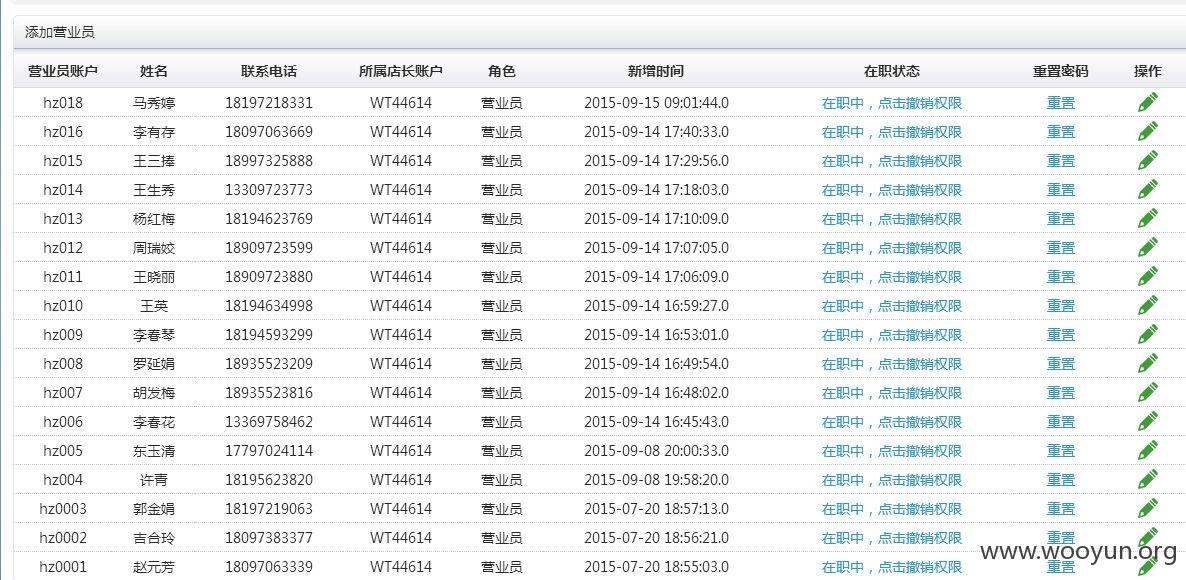 添加营业员
营业员账户 姓名 联系电话 所属店长账户 角色 新增时间 在职状态 重置密码 操作
hz018 马秀婷 18197218331 WT44614 营业员 2015-09-15 09:01:44.0 在职中，点击撤销权限 重置
hz016 李有存 18097063669 WT44614 营业员 2015-09-14 17:40:33.0 在职中，点击撤销权限 重置
hz015 王三捧 18997325888 WT44614 营业员 2015-09-14 17:29:56.0 在职中，点击撤销权限 重置
hz014 王生秀 13309723773 WT44614 营业员 2015-09-14 17:18:03.0 在职中，点击撤销权限 重置
hz013 杨红梅 18194623769 WT44614 营业员 2015-09-14 17:10:09.0 在职中，点击撤销权限 重置
hz012 周瑞姣 18909723599 WT44614 营业员 2015-09-14 17:07:05.0 在职中，点击撤销权限 重置
hz011 王晓丽 18909723880 WT44614 营业员 2015-09-14 17:06:09.0 在职中，点击撤销权限 重置
hz010 王英 18194634998 WT44614 营业员 2015-09-14 16:59:27.0 在职中，点击撤销权限 重置
hz009 李春琴 18194593299 WT44614 营业员 2015-09-14 16:53:01.0 在职中，点击撤销权限 重置
hz008 罗延娟 18935523209 WT44614 营业员 2015-09-14 16:49:54.0 在职中，点击撤销权限 重置
hz007 胡发梅 18935523816 WT44614 营业员 2015-09-14 16:48:02.0 在职中，点击撤销权限 重置
hz006 李春花 13369758462 WT44614 营业员 2015-09-14 16:45:43.0 在职中，点击撤销权限 重置
hz005 东玉清 17797024114 WT44614 营业员 2015-09-08 20:00:33.0 在职中，点击撤销权限 重置
hz004 许青 18195623820 WT44614 营业员 2015-09-08 19:58:20.0 在职中，点击撤销权限 重置
hz0003 郭金娟 18197219063 WT44614 营业员 2015-07-20 18:57:13.0 在职中，点击撤销权限 重置
hz0002 吉合玲 18097383377 WT44614 营业员 2015-07-20 18:56:21.0 在职中，点击撤销权限 重置
www.wooyun.org
hz0001 赵元芳 18097063339 WT44614 营业员 2015-07-20 18:55:03.0 在职中，点击撤销权限 重置